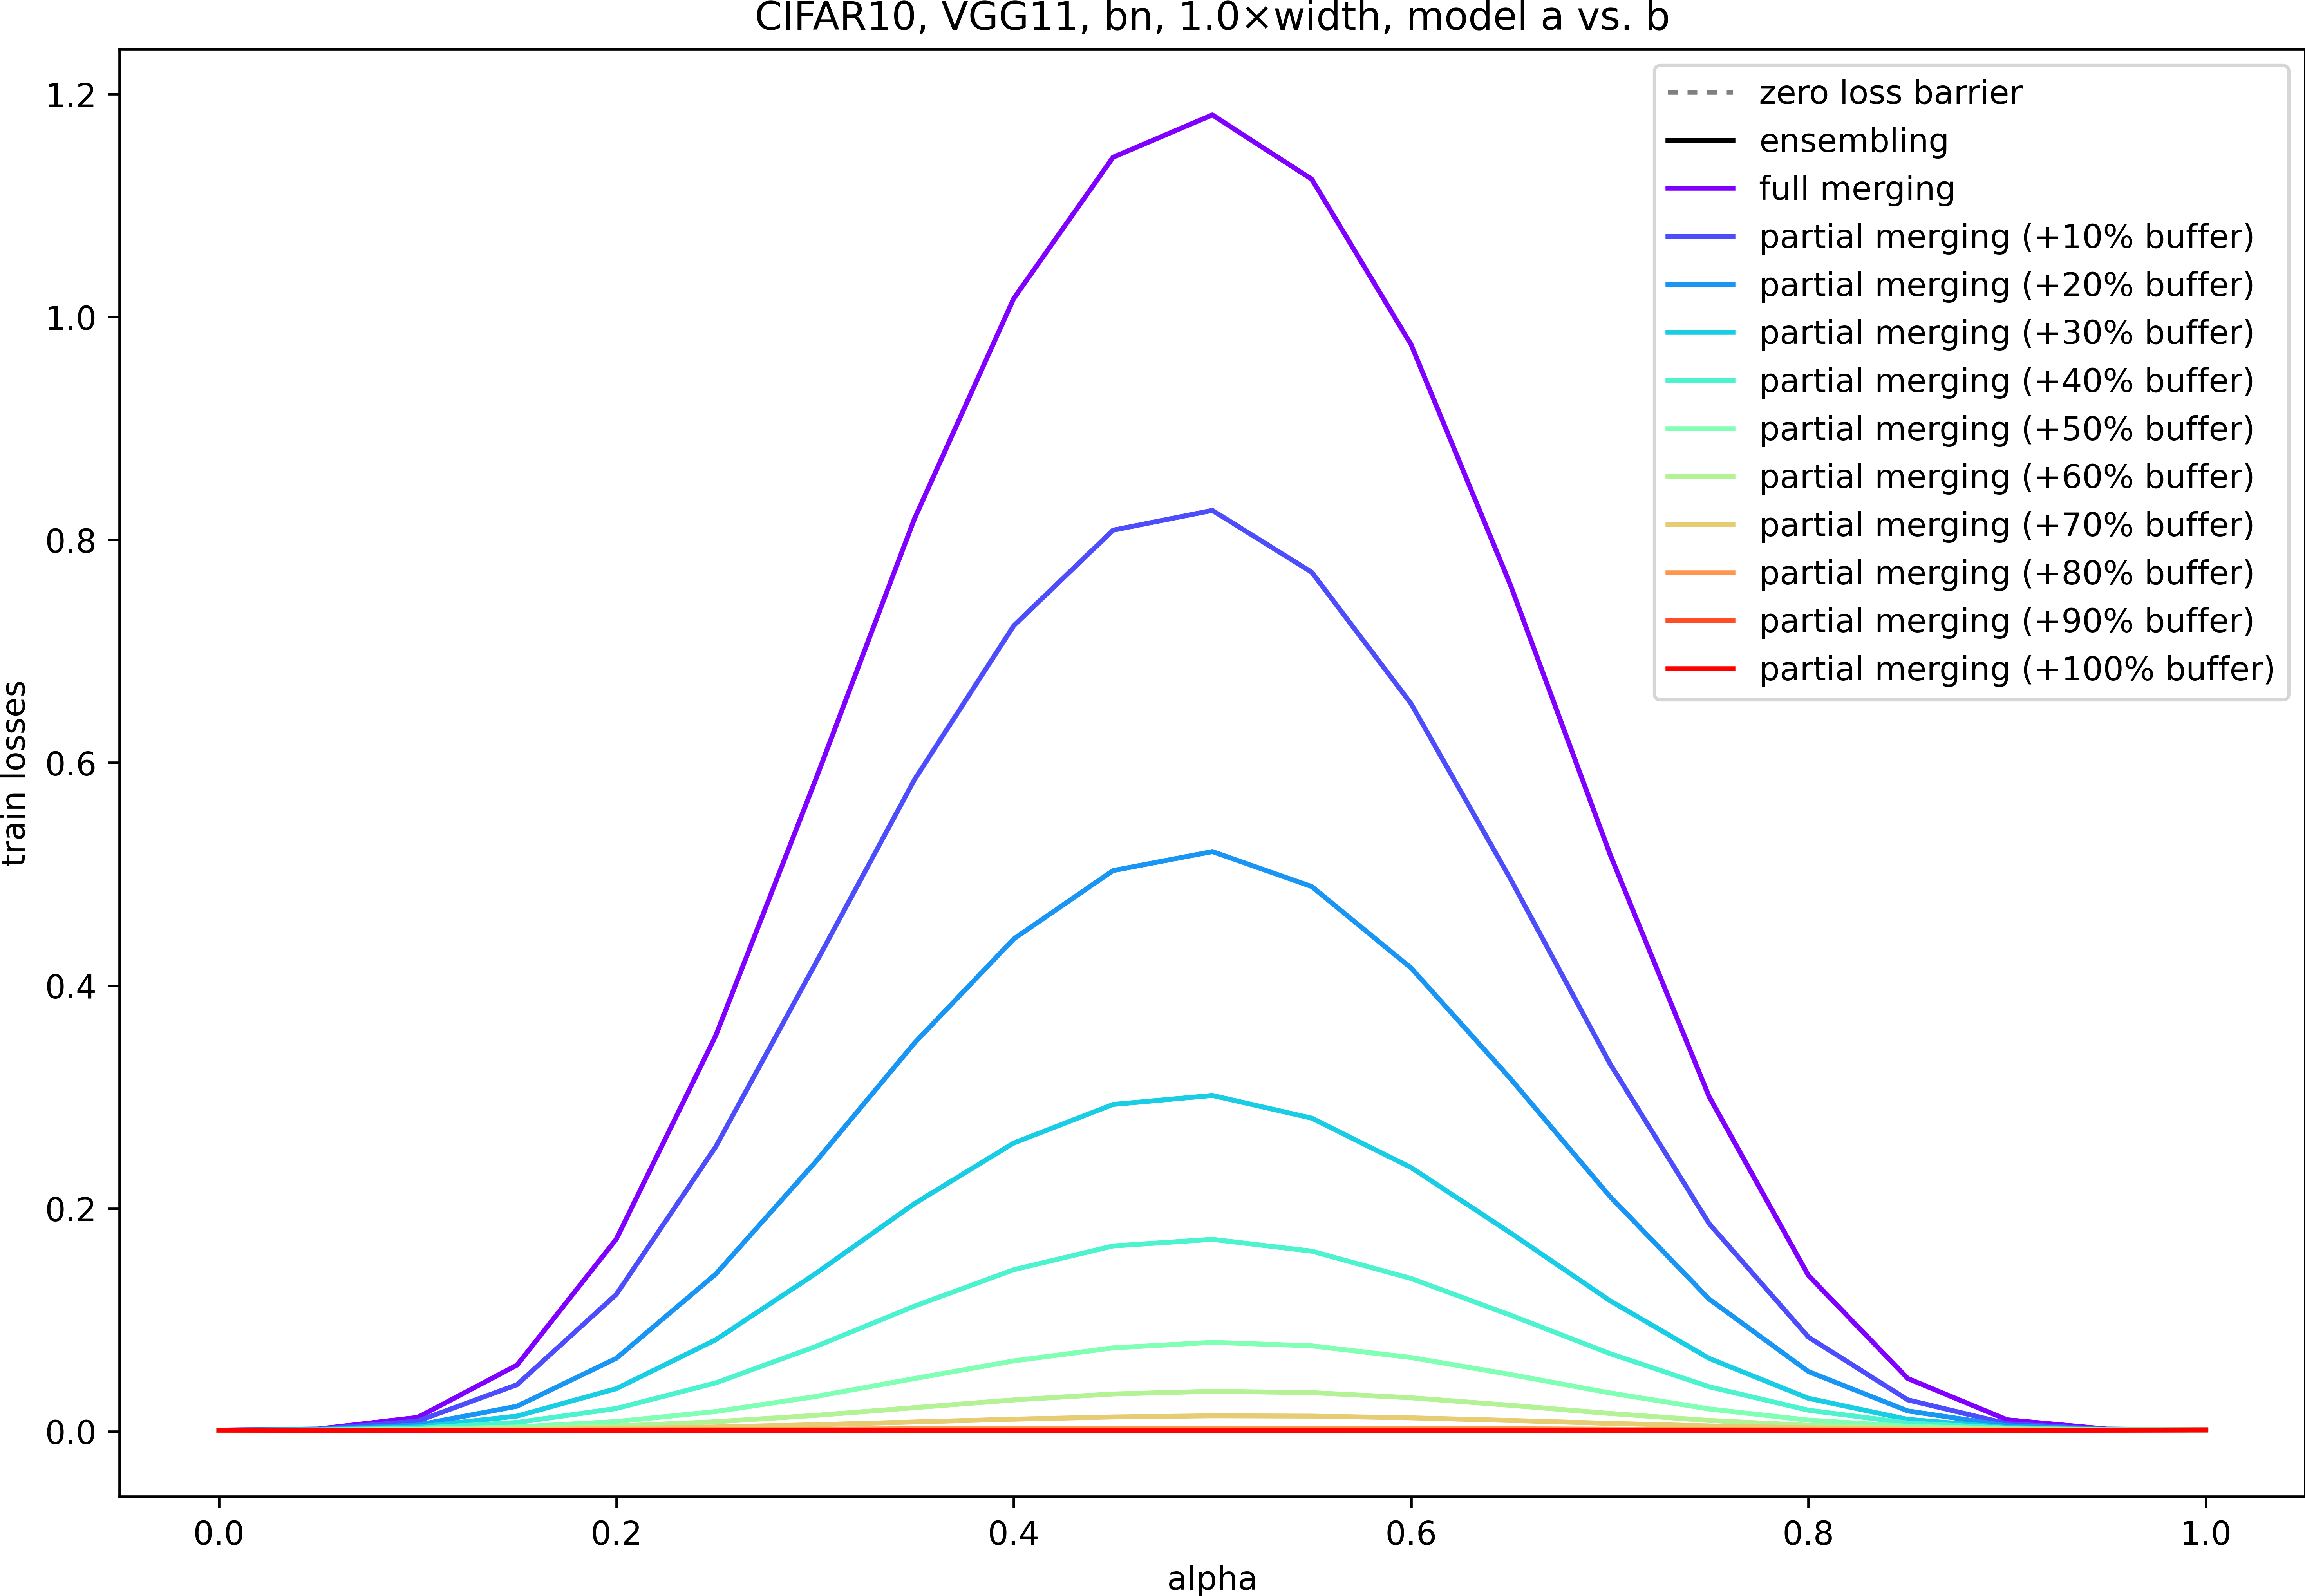 CIFAR10, VGG11, bn, 1.0×width, model a vs. b
zero loss barrier
ensembling
full merging
partial merging (+10% buffer)
partial merging (+20% buffer)
partial merging (+30% buffer)
partial merging (+40% buffer)
partial merging (+50% buffer)
partial merging (+60% buffer)
partial merging (+70% buffer)
partial merging (+80% buffer)
partial merging (+90% buffer)
partial merging (+100% buffer)
train losses
1.2
1.0
0.8
0.6
0.4
0.2
0.0
0.0 0.2 0.4 0.6 0.8 1.0
alpha